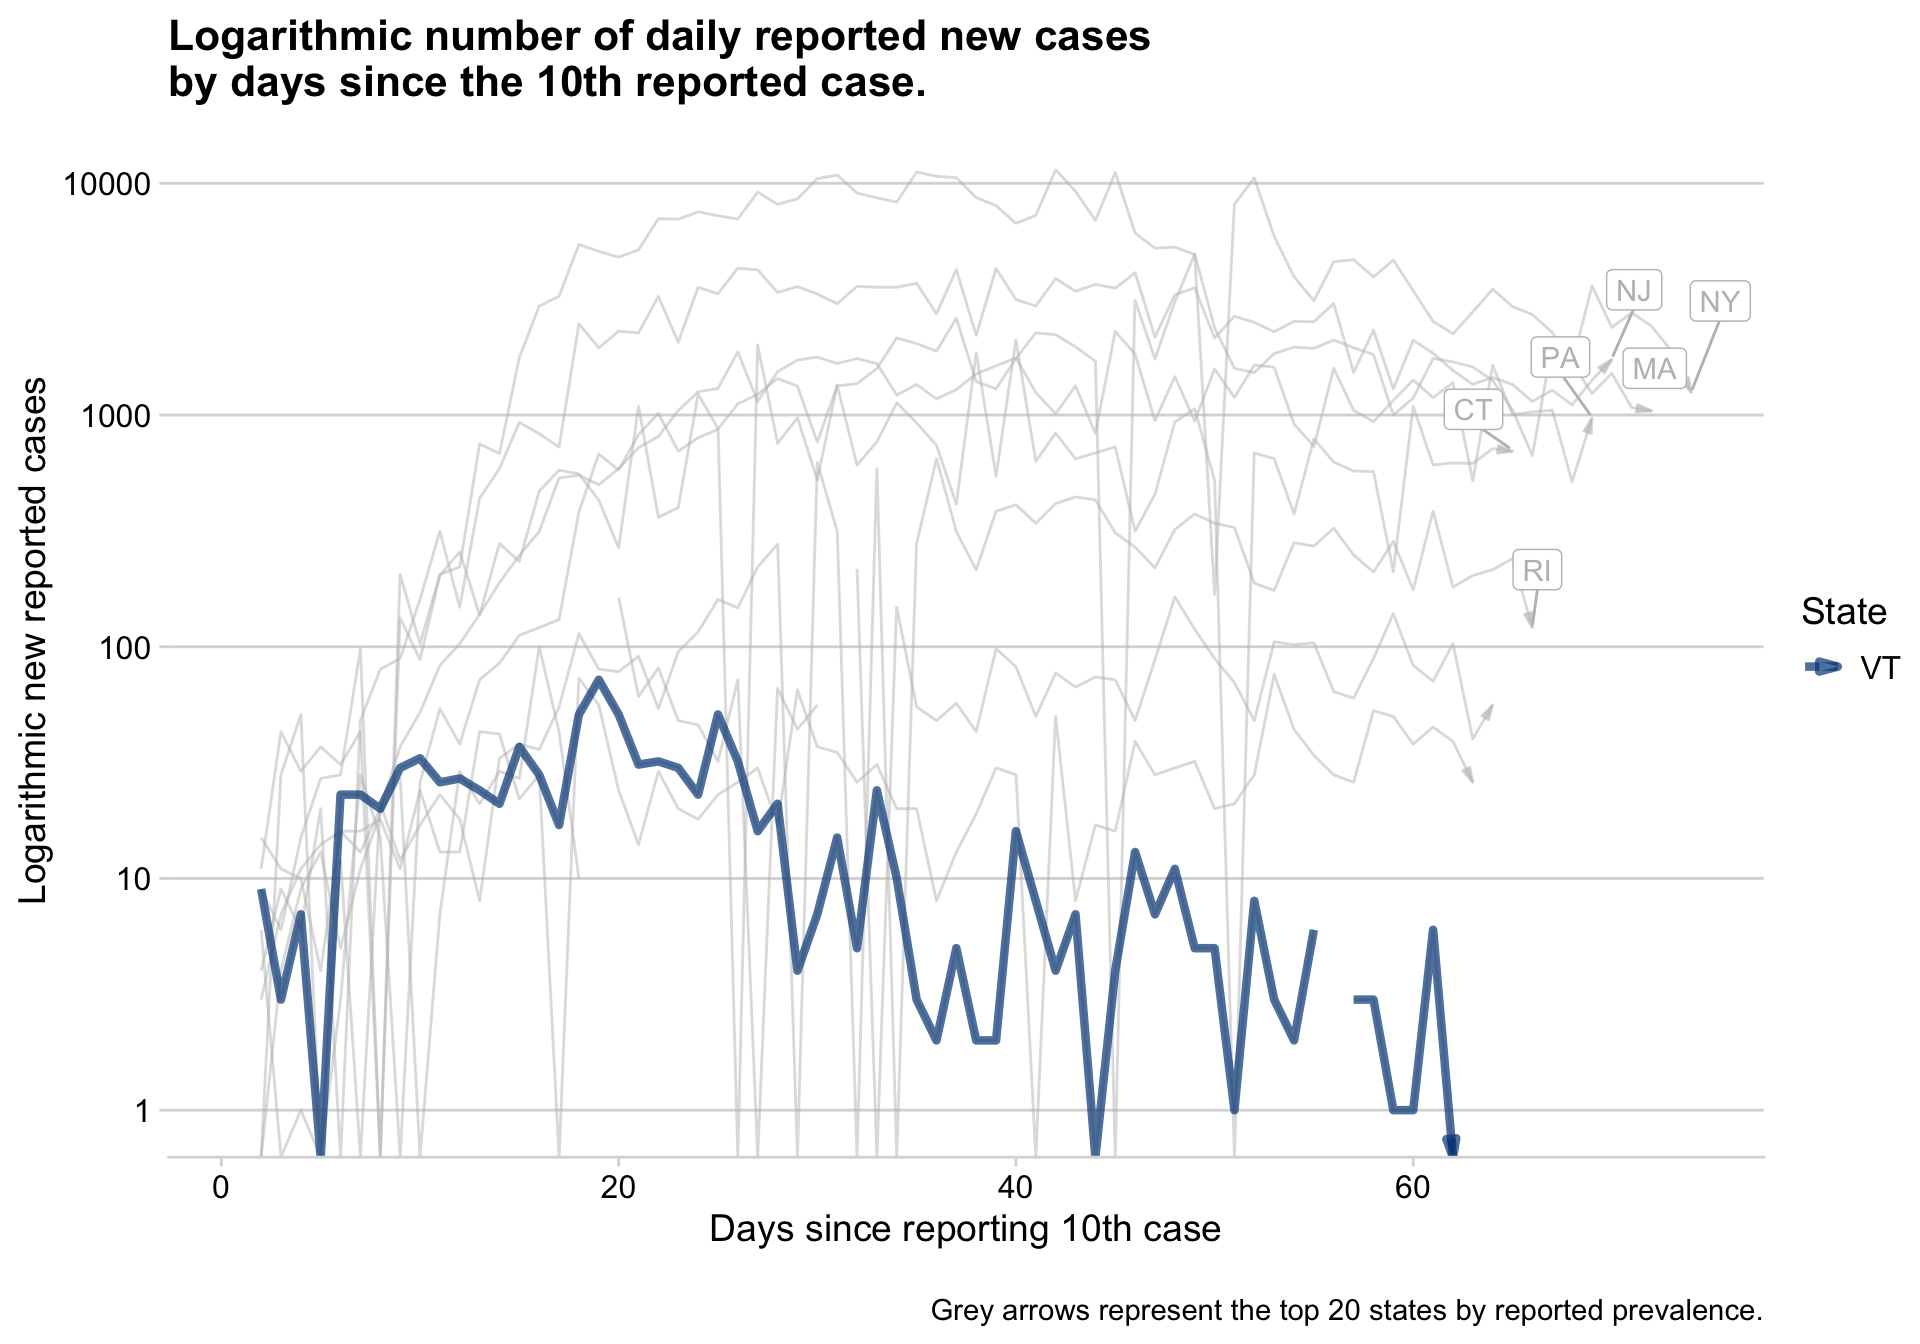 Logarithmic number of daily reported new cases
by days since the 10th reported case.
Logarithmic new reported cases
10000
1000
100
10
1
NJ
NY
PA
MA
CT
RI
State
VT
0
20
40
60
Days since reporting 10th case
Grey arrows represent the top 20 states by reported prevalence.